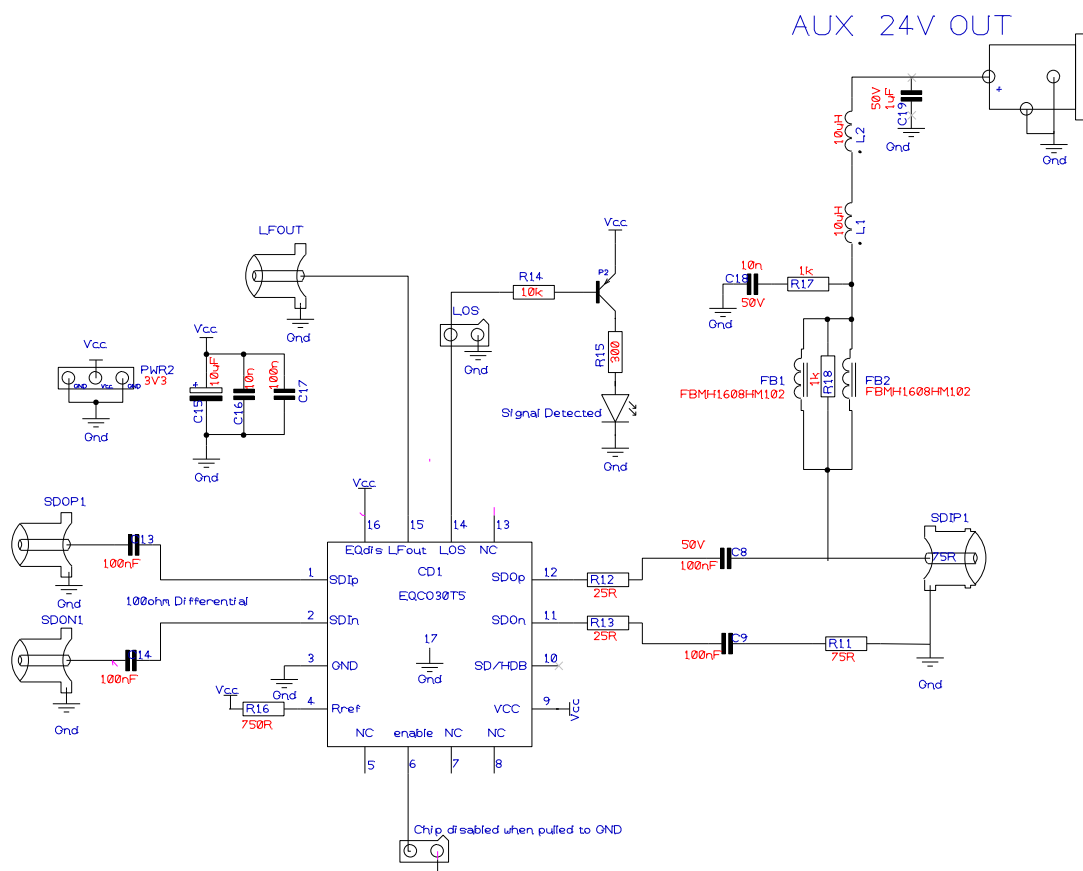 AUX 24V OUT
50V
1uF
C19
+
Gnd
Gnd
10uH
L2
10uH
L1
LFOUT
Gnd
Vcc
R14
10k
P2
LOS
Gnd
R15
300
Signal Detected
Gnd
10n
C18
50V
1k
R17
Gnd
FB1
FBMH1608HM102
1k
R18
FB2
FBMH1608HM102
Vcc
PWR2
3V3
GND
Vcc
GND
Gnd
Vcc
+
10uF
C15
10n
C16
100n
C17
Gnd
SDOP1
13
100nF
Gnd
100ohm Differential
SDON1
14
100nF
Gnd
Vcc
16
15
14
13
EQdis
LFout
LOS
NC
CD1
EQCO30T5
1
SDIp
2
SDIn
3
GND
Gnd
4
Rref
Vcc
R16
750R
17
Gnd
SDOp
12
SDOn
11
SD/HDB
10
VCC
9
Vcc
NC
enable
NC
NC
5
6
7
8
R12
25R
R13
25R
50V
C8
100nF
C9
100nF
R11
75R
SDIP1
75R
Gnd
Chip disabled when pulled to GND